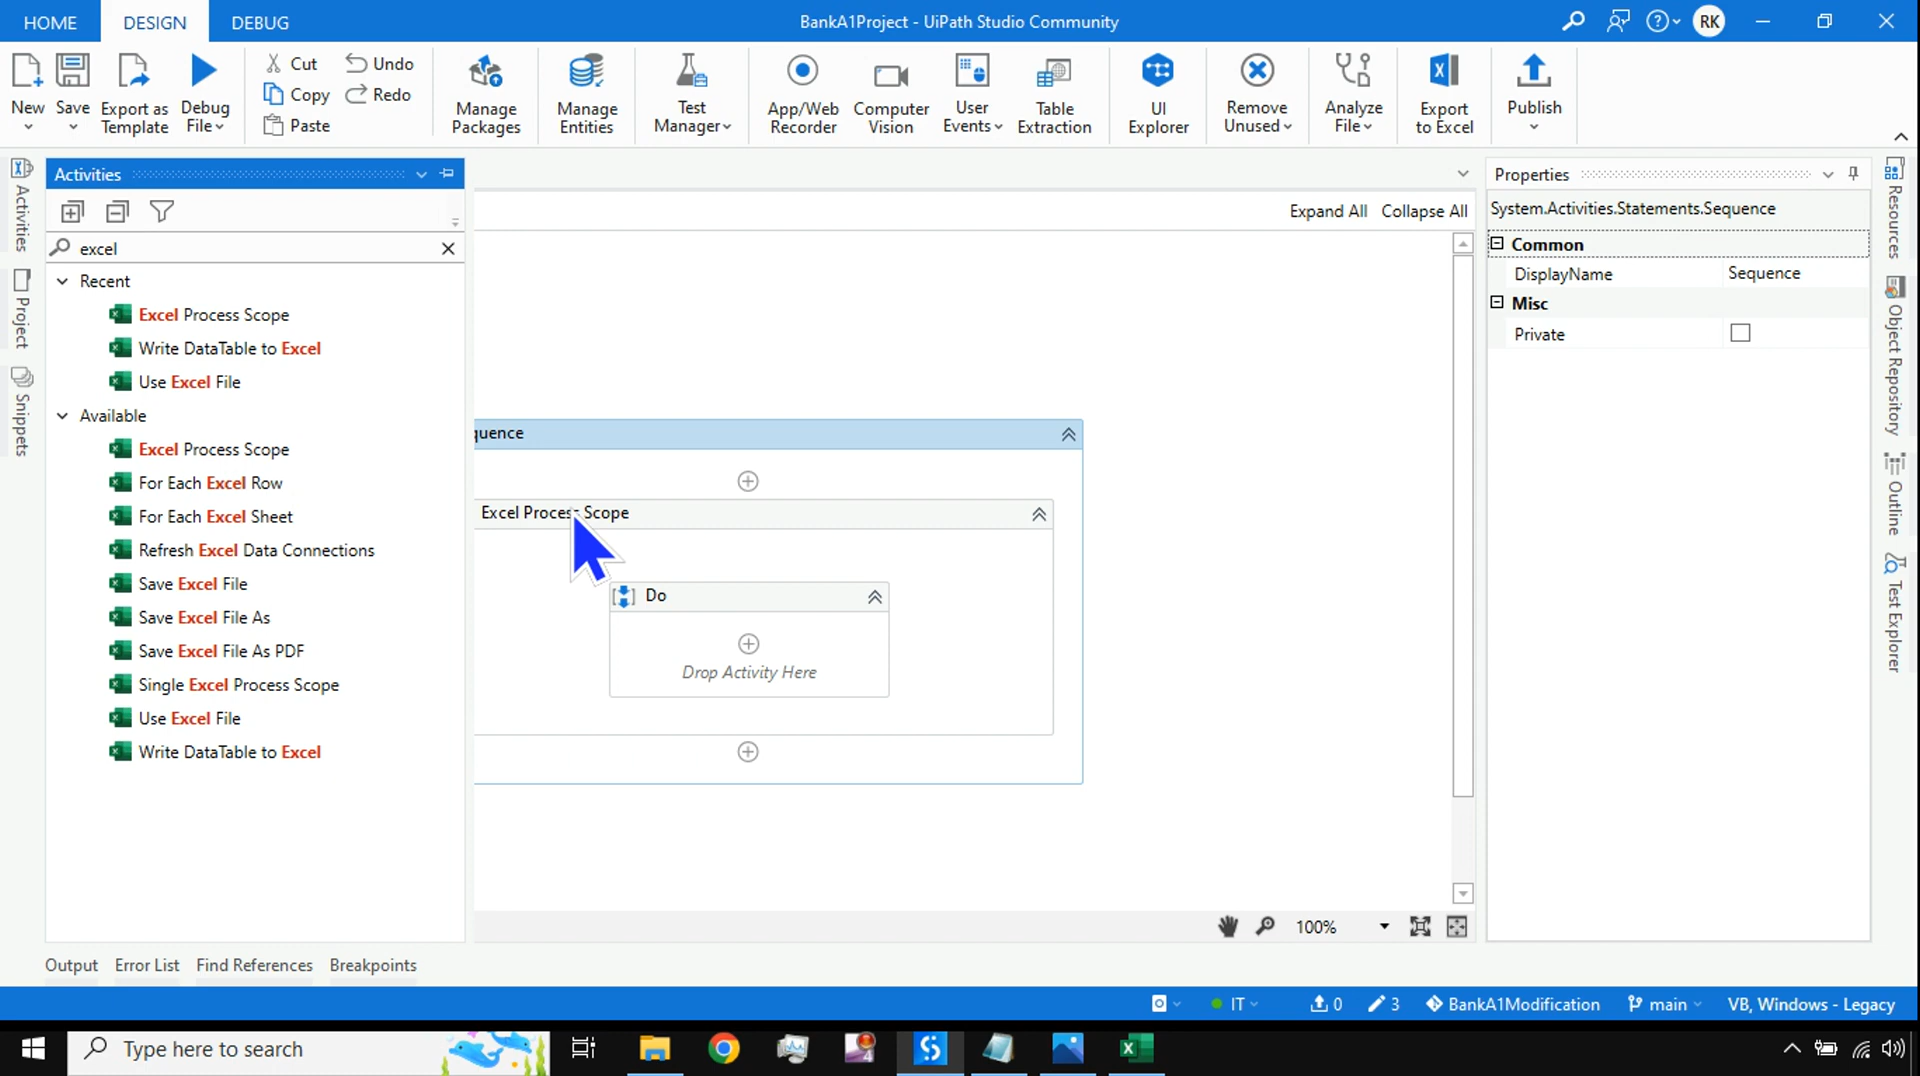 HOME
DESIGN
DEBUG
BankA1Project - UiPath Studio Community
RK
New
Save
Export as
Template
Debug
File
Cut
Copy
Paste
Undo
Redo
Manage
Packages
Manage
Entities
Test
Manager
App/Web
Recorder
Computer
Vision
User
Events
Table
Extraction
UI
Explorer
Remove
Unused
Analyze
File
Export
to Excel
Publish
Activities
Project
Snippets
Activities
excel
Recent
Excel Process Scope
Write DataTable to Excel
Use Excel File
Available
Excel Process Scope
For Each Excel Row
For Each Excel Sheet
Refresh Excel Data Connections
Save Excel File
Save Excel File As
Save Excel File As PDF
Single Excel Process Scope
Use Excel File
Write DataTable to Excel
Expand All
Collapse All
quence
Excel Process Scope
Do
Drop Activity Here
100%
Properties
System.Activities.Statements.Sequence
Common
DisplayName
Sequence
Misc
Private
Resources
Object Repository
Outline
Test Explorer
Output
Error List
Find References
Breakpoints
IT
0
3
BankA1Modification
main
VB, Windows - Legacy
Type here to search
4